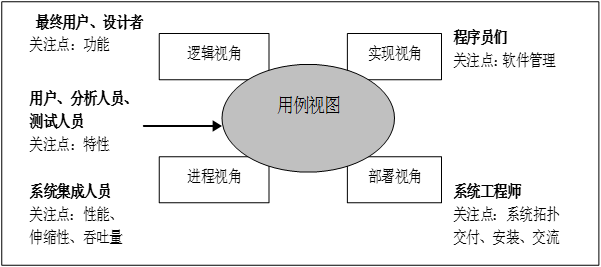 最终用户、设计者
关注点：功能
逻辑视角
实现视角
程序员们
关注点：软件管理
用户、分析人员、
测试人员
关注点：特性
用例视图
系统集成人员
关注点：性能、
伸缩性、吞吐量
进程视角
部署视角
系统工程师
关注点：系统拓扑
交付、安装、交流